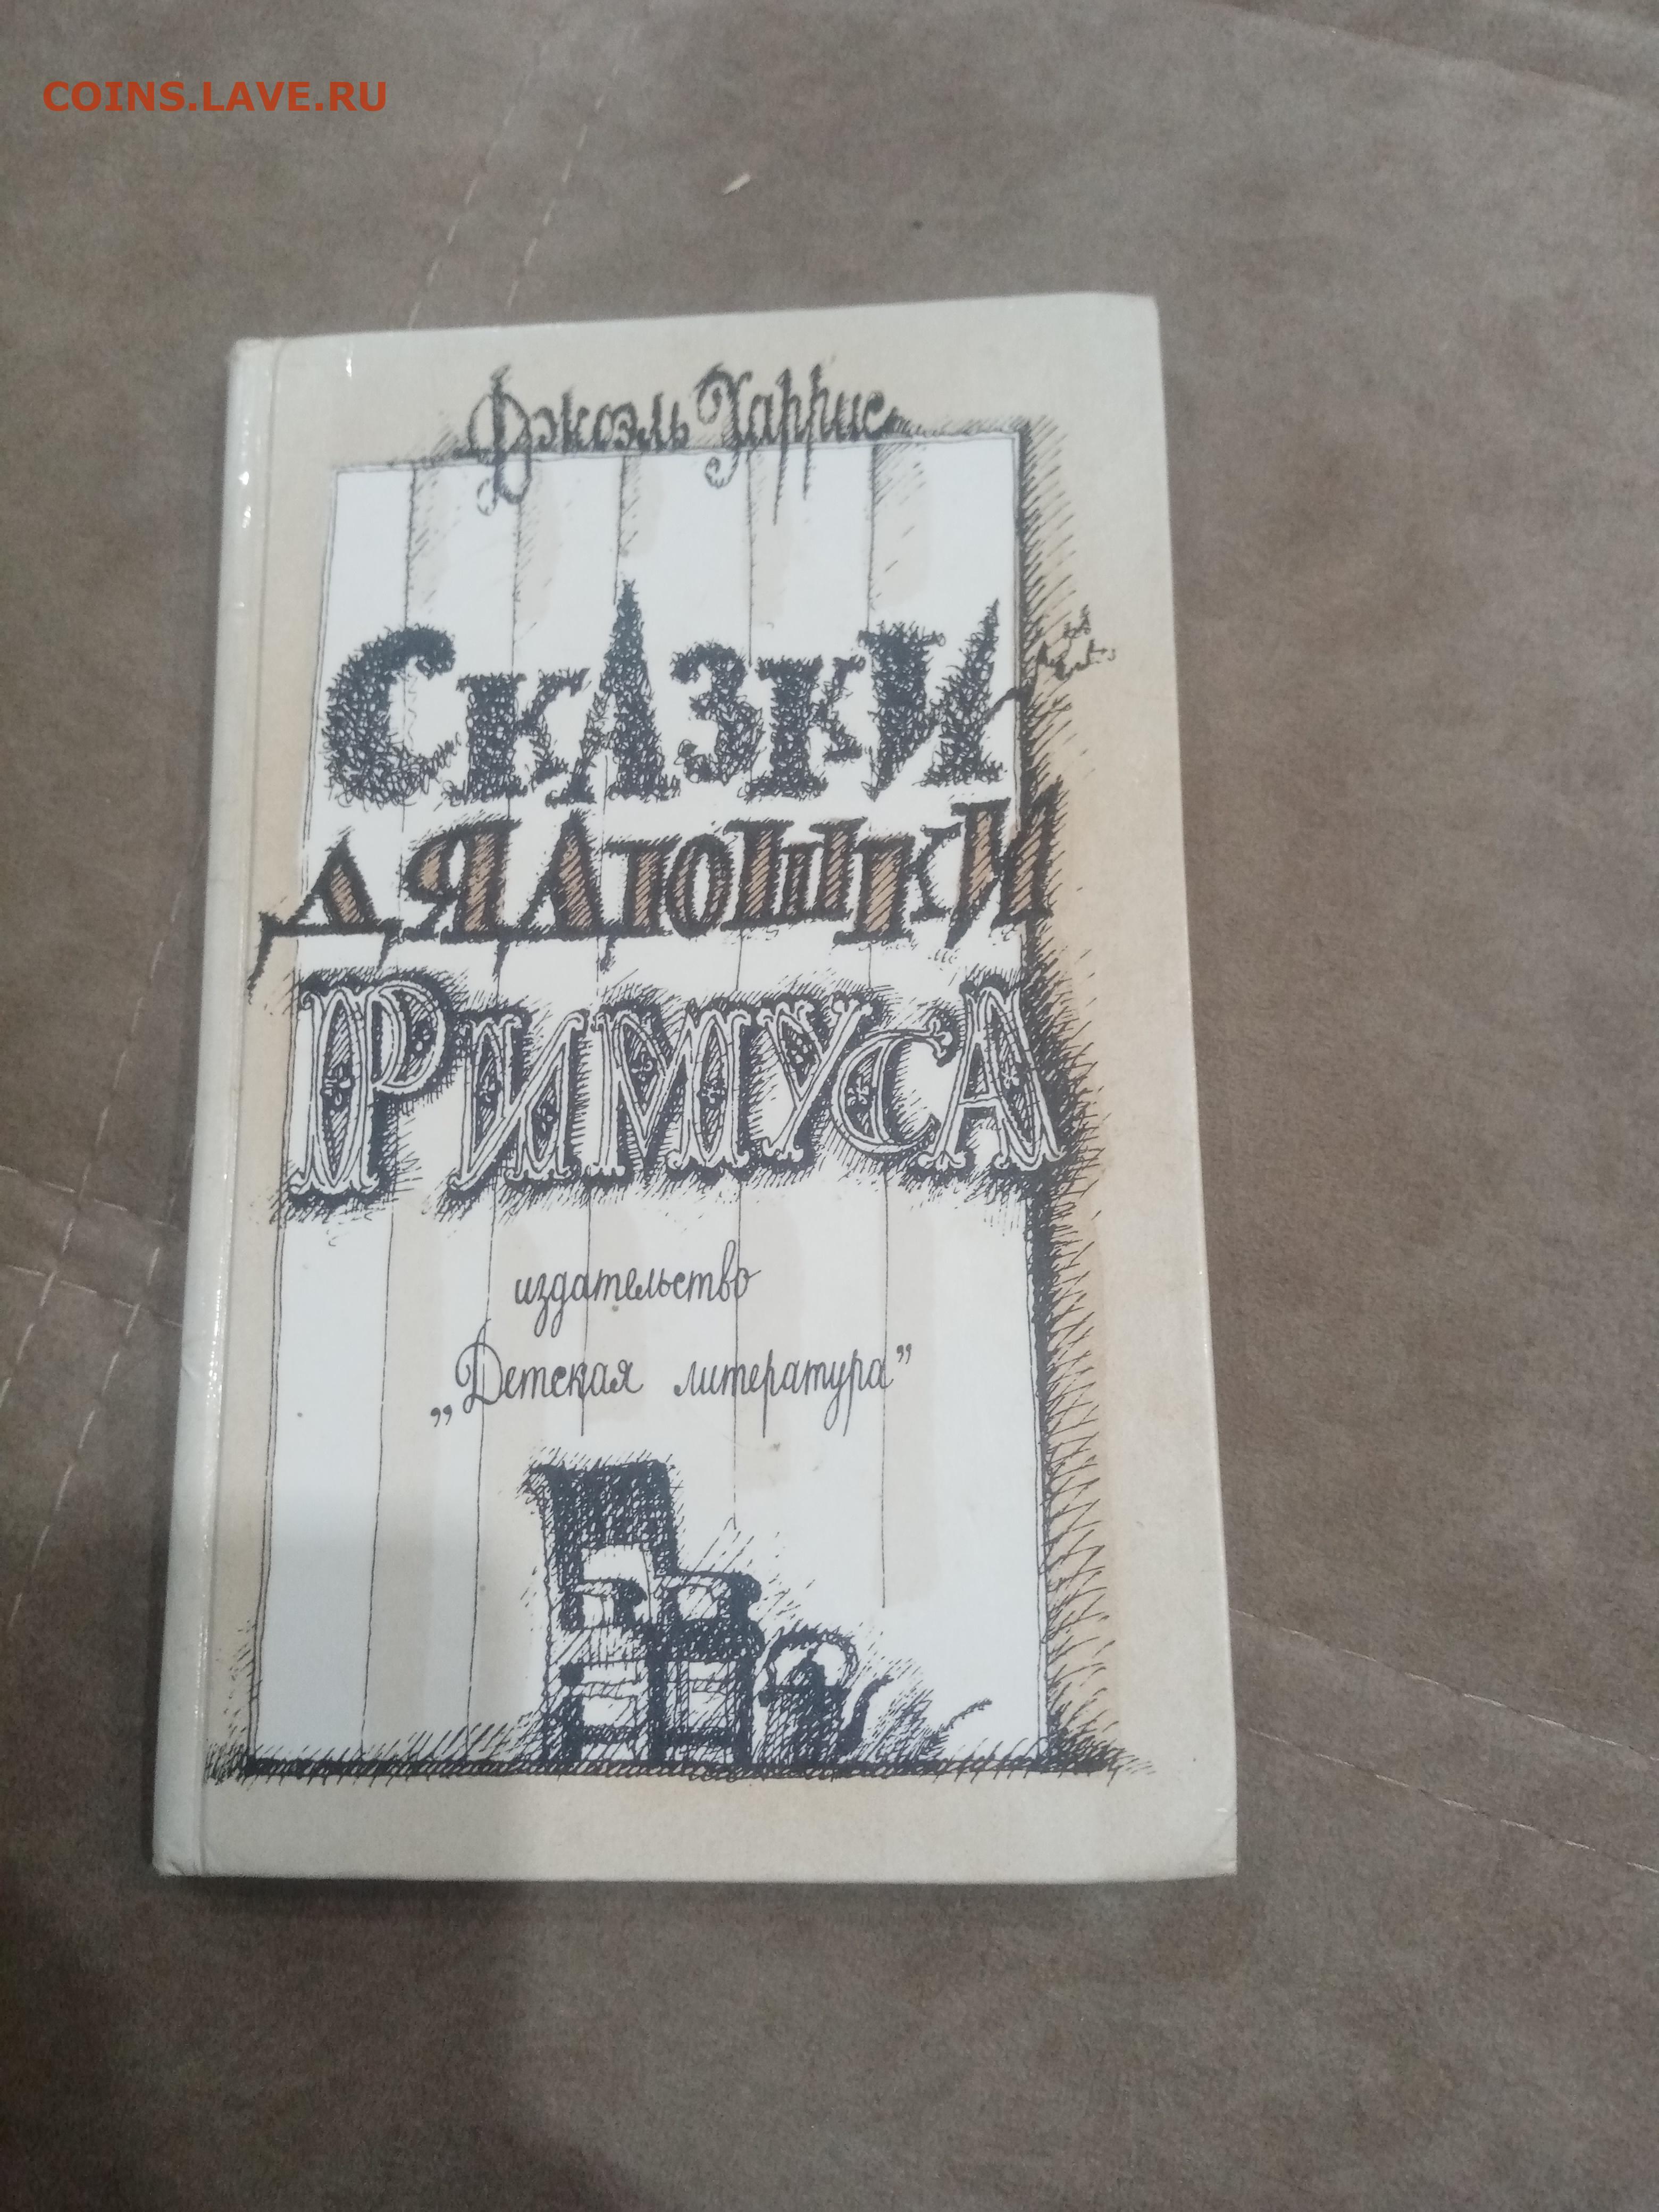 COINS.LAVE.RU
Джоэль Харрис
СКАЗКИ
ДЯДЮШКИ
РИМУСА
издательство
„Детская литература”